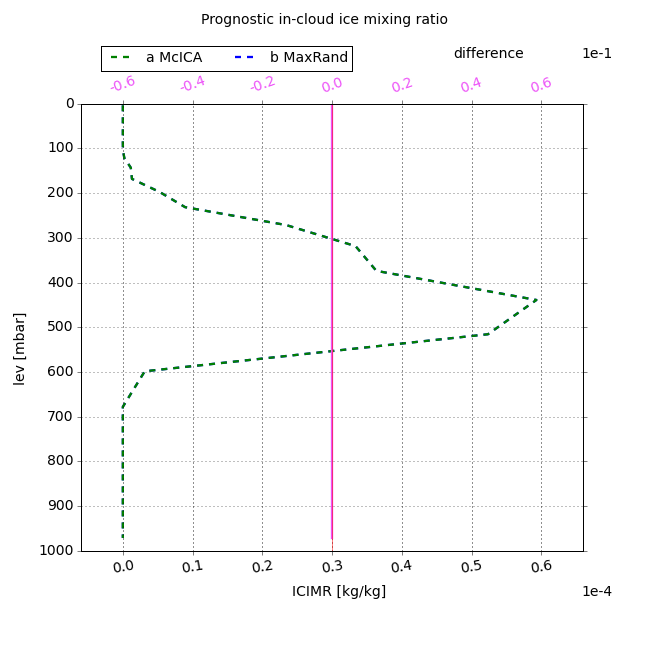 Prognostic in-cloud ice mixing ratio
a McICA b MaxRand difference 1e-1
-0.6 -0.4 -0.2 0.0 0.2 0.4 0.6
0
100
200
300
400
500
600
700
800
900
1000
lev [mbar]
0.0 0.1 0.2 0.3 0.4 0.5 0.6
ICIMR [kg/kg] 1e-4